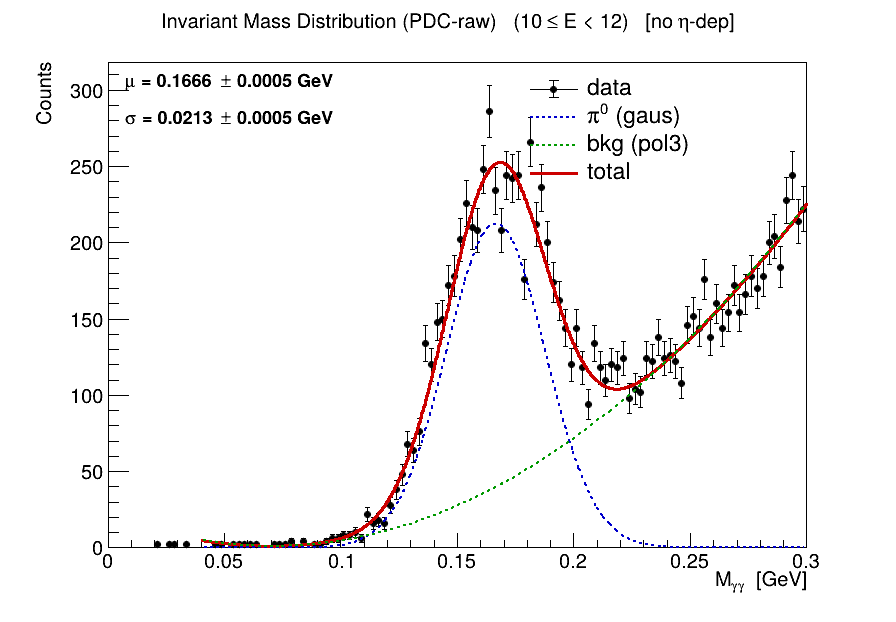 Invariant Mass Distribution (PDC-raw) (10 ≤ E < 12) [no η-dep]
Counts
μ = 0.1666 ± 0.0005 GeV
σ = 0.0213 ± 0.0005 GeV
data
π⁰ (gaus)
bkg (pol3)
total
300
250
200
150
100
50
0
0 0.05 0.1 0.15 0.2 0.25 0.3
Mγγ [GeV]